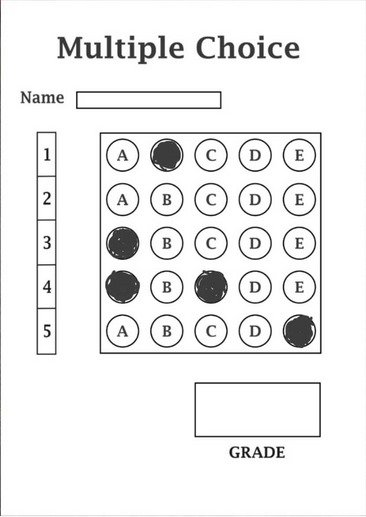 Multiple Choice
Name
1 A C D E
2 A B C D E
3 B C D E
4 B D E
5 A B C D
GRADE